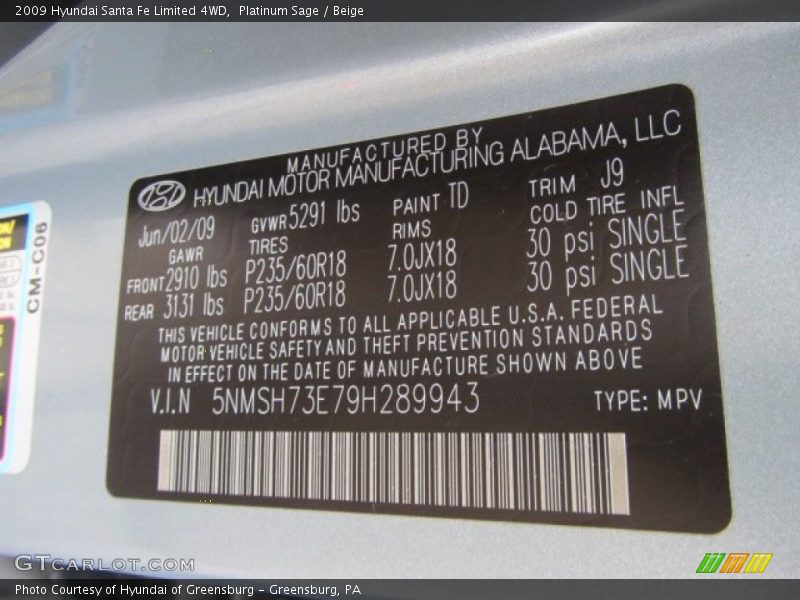 2009 Hyundai Santa Fe Limited 4WD, Platinum Sage / Beige
MANUFACTURED BY
HYUNDAI MOTOR MANUFACTURING ALABAMA, LLC
Jun/02/09 GVWR 5291 lbs PAINT TD TRIM J9
GAWR TIRES RIMS COLD TIRE INFL
FRONT 2910 lbs P235/60R18 7.0JX18 30 psi SINGLE
REAR 3131 lbs P235/60R18 7.0JX18 30 psi SINGLE
THIS VEHICLE CONFORMS TO ALL APPLICABLE U.S.A. FEDERAL
MOTOR VEHICLE SAFETY AND THEFT PREVENTION STANDARDS
IN EFFECT ON THE DATE OF MANUFACTURE SHOWN ABOVE
V.I.N 5NMSH73E79H289943 TYPE: MPV
CM-C06
GTCARLOT.COM
Photo Courtesy of Hyundai of Greensburg - Greensburg, PA